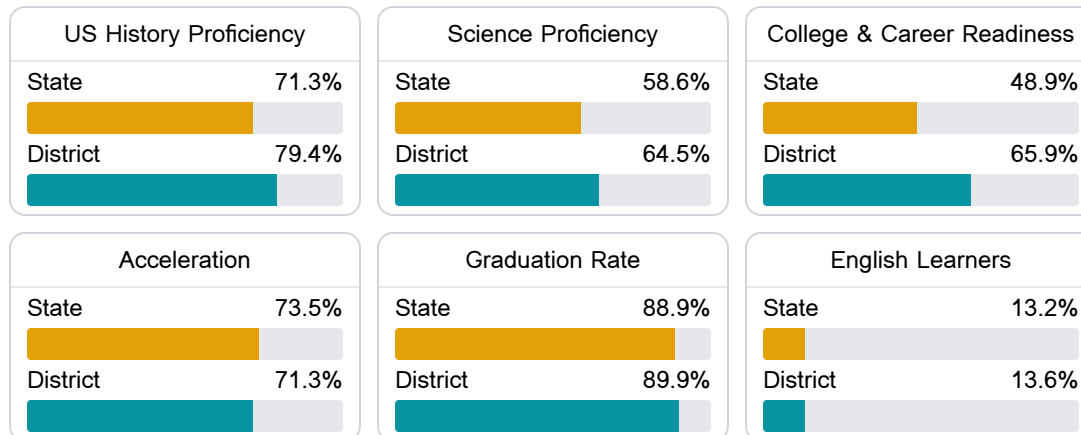 US History Proficiency
State 71.3%
District 79.4%
Science Proficiency
State 58.6%
District 64.5%
College & Career Readiness
State 48.9%
District 65.9%
Acceleration
State 73.5%
District 71.3%
Graduation Rate
State 88.9%
District 89.9%
English Learners
State 13.2%
District 13.6%